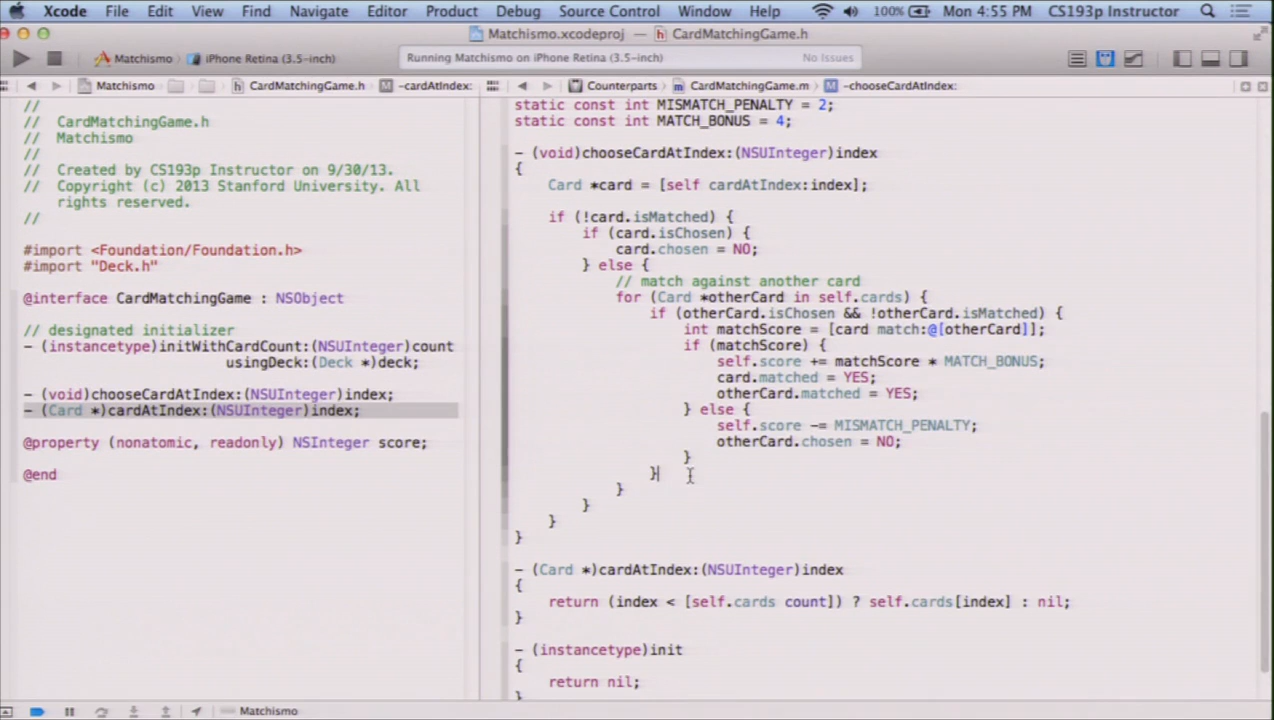 Xcode File Edit View Find Navigate Editor Product Debug Source Control Window Help 100% Mon 4:55 PM CS193p Instructor
Matchismo.xcodeproj — CardMatchingGame.h
Matchismo iPhone Retina (3.5-inch) Running Matchismo on iPhone Retina (3.5-inch) No Issues
Matchismo CardMatchingGame.h -cardAtIndex: Counterparts CardMatchingGame.m -chooseCardAtIndex:
//
// CardMatchingGame.h
// Matchismo
//
// Created by CS193p Instructor on 9/30/13.
// Copyright (c) 2013 Stanford University. All
rights reserved.
//
#import <Foundation/Foundation.h>
#import "Deck.h"
@interface CardMatchingGame : NSObject
// designated initializer
- (instancetype)initWithCardCount:(NSUInteger)count
usingDeck:(Deck *)deck;
- (void)chooseCardAtIndex:(NSUInteger)index;
- (Card *)cardAtIndex:(NSUInteger)index;
@property (nonatomic, readonly) NSInteger score;
@end
static const int MISMATCH_PENALTY = 2;
static const int MATCH_BONUS = 4;
- (void)chooseCardAtIndex:(NSUInteger)index
{
Card *card = [self cardAtIndex:index];
if (!card.isMatched) {
if (card.isChosen) {
card.chosen = NO;
} else {
// match against another card
for (Card *otherCard in self.cards) {
if (otherCard.isChosen && !otherCard.isMatched) {
int matchScore = [card match:@[otherCard]];
if (matchScore) {
self.score += matchScore * MATCH_BONUS;
card.matched = YES;
otherCard.matched = YES;
} else {
self.score -= MISMATCH_PENALTY;
otherCard.chosen = NO;
}
}
}
}
}
}
- (Card *)cardAtIndex:(NSUInteger)index
{
return (index < [self.cards count]) ? self.cards[index] : nil;
}
- (instancetype)init
{
return nil;
}
Matchismo